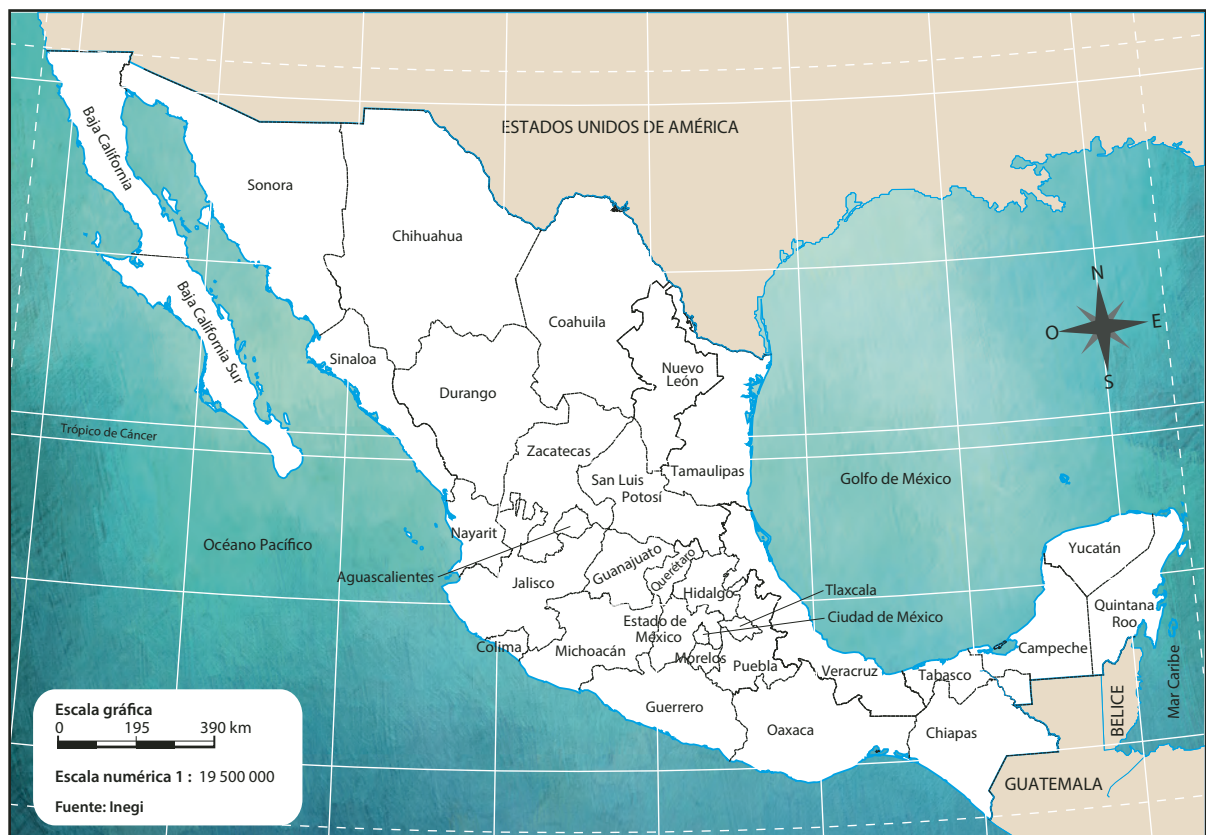 ESTADOS UNIDOS DE AMÉRICA
Baja California
Sonora
Chihuahua
Coahuila
N
O
E
S
Baja California Sur
Sinaloa
Durango
Nuevo
León
Trópico de Cáncer
Zacatecas
San Luis
Potosí
Tamaulipas
Golfo de México
Océano Pacífico
Nayarit
Aguascalientes
Jalisco
Guanajuato
Querétaro
Hidalgo
Tlaxcala
Ciudad de México
Estado de
México
Yucatán
Quintana
Roo
Campeche
Colima
Michoacán
Morelos
Puebla
Veracruz
Tabasco
Guerrero
Oaxaca
Chiapas
BELICE
Mar Caribe
GUATEMALA
Escala gráfica
0 195 390 km
Escala numérica 1 : 19 500 000
Fuente: Inegi